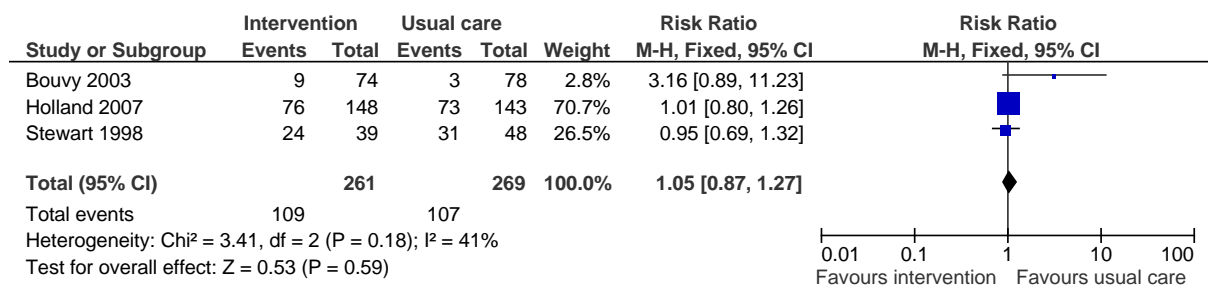 Intervention Usual care Risk Ratio Risk Ratio
Study or Subgroup Events Total Events Total Weight M-H, Fixed, 95% CI M-H, Fixed, 95% CI
Bouvy 2003 9 74 3 78 2.8% 3.16 [0.89, 11.23]
Holland 2007 76 148 73 143 70.7% 1.01 [0.80, 1.26]
Stewart 1998 24 39 31 48 26.5% 0.95 [0.69, 1.32]
Total (95% CI) 261 269 100.0% 1.05 [0.87, 1.27]
Total events 109 107
Heterogeneity: Chi² = 3.41, df = 2 (P = 0.18); I² = 41%
Test for overall effect: Z = 0.53 (P = 0.59)
0.01 0.1 1 10 100
Favours intervention Favours usual care